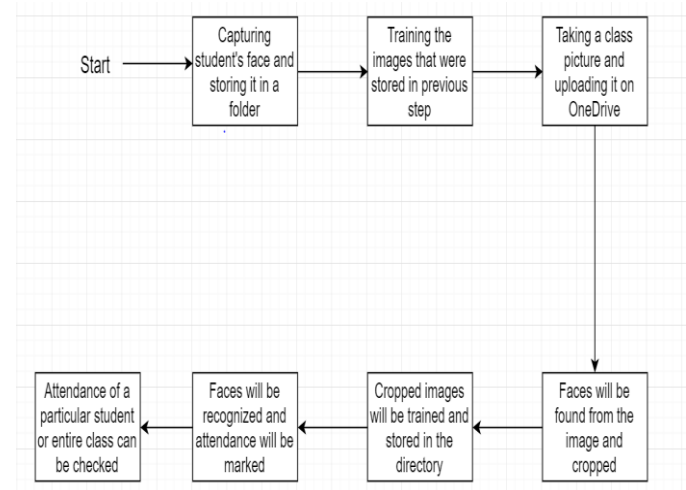 Start
Capturing
student's face and
storing it in a
folder
Training the
images that were
stored in previous
step
Taking a class
picture and
uploading it on
OneDrive
Faces will be
found from the
image and
cropped
Cropped images
will be trained and
stored in the
directory
Faces will be
recognized and
attendance will be
marked
Attendance of a
particular student
or entire class can
be checked